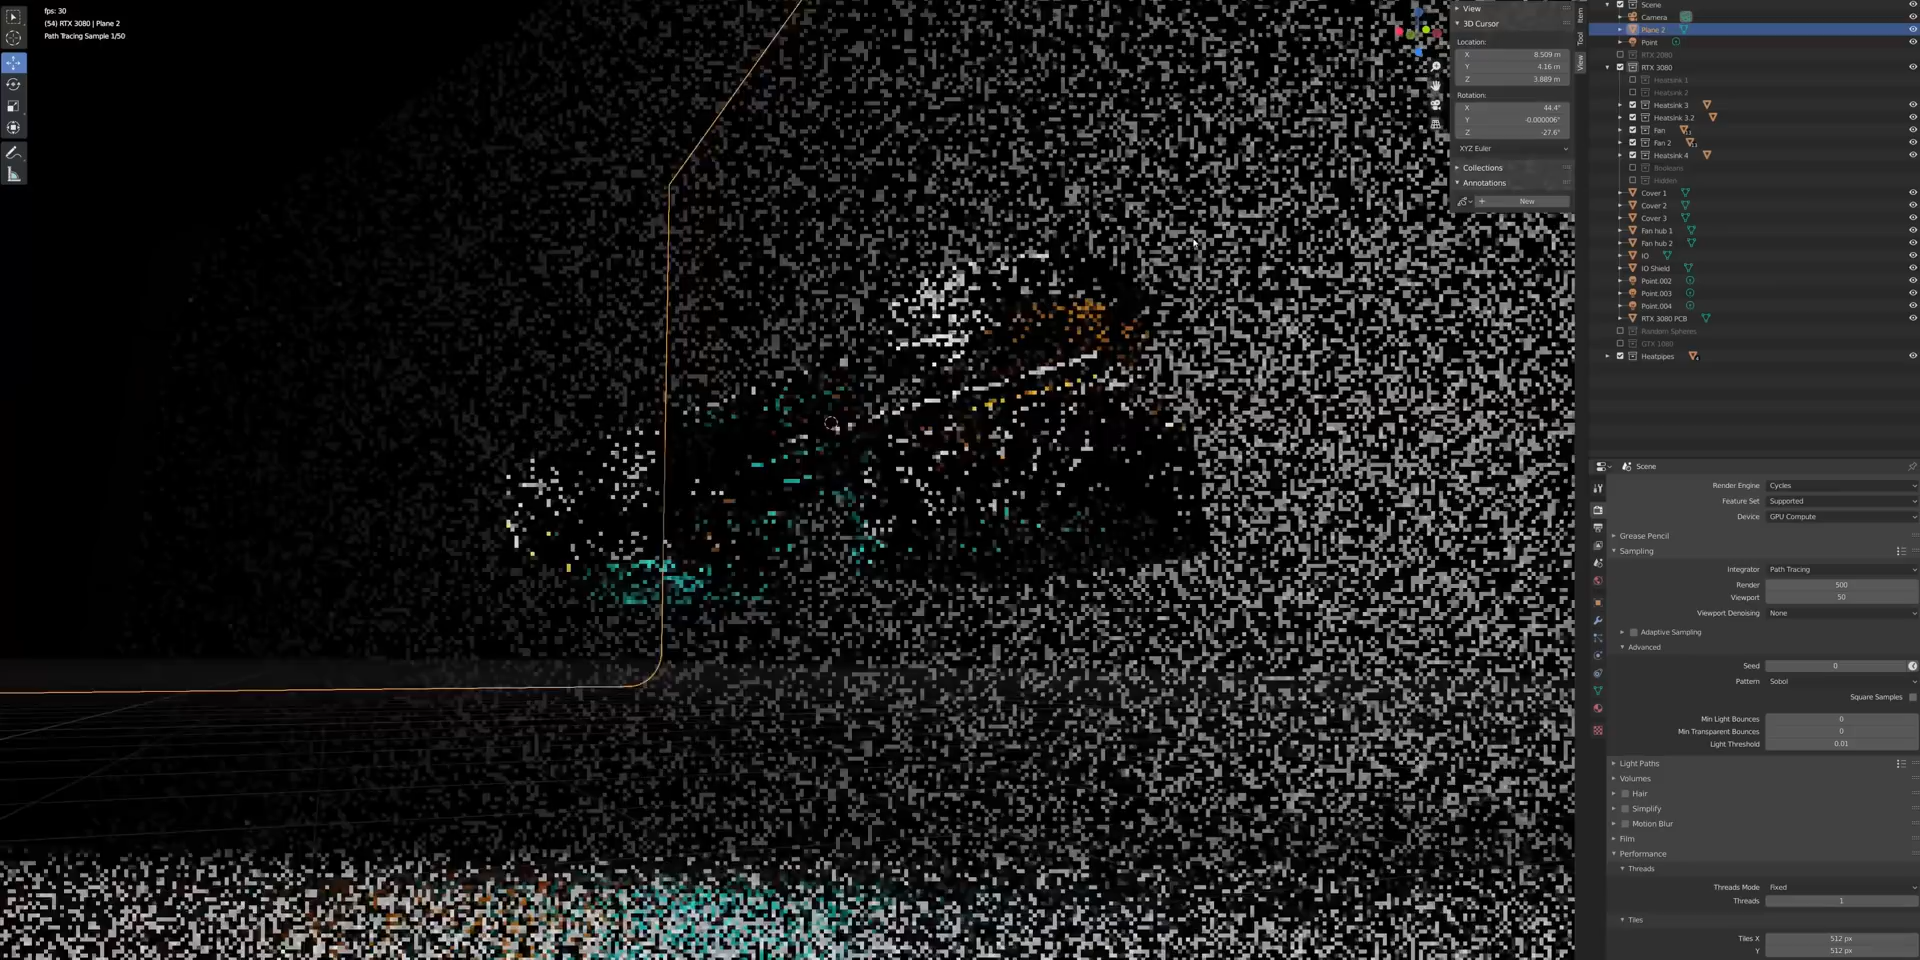 fps: 30
(54) RTX 3080 | Plane 2
Path Tracing Sample 1/50
View
3D Cursor
Location:
X 8.509 m
Y 4.16 m
Z 3.889 m
Rotation:
X 44.4°
Y -0.000006°
Z -27.6°
XYZ Euler
Collections
Annotations
+ New
Item
Tool
View
Scene
Camera
Plane 2
Point
RTX 2080
RTX 3080
Heatsink 1
Heatsink 2
Heatsink 3
Heatsink 3.2
Fan
Fan 2
Heatsink 4
Booleans
Hidden
Cover 1
Cover 2
Cover 3
Fan hub 1
Fan hub 2
IO
IO Shield
Point.002
Point.003
Point.004
RTX 3080 PCB
Random Spheres
GTX 1080
Heatpipes
Scene
Render Engine Cycles
Feature Set Supported
Device GPU Compute
Grease Pencil
Sampling
Integrator Path Tracing
Render 500
Viewport 50
Viewport Denoising None
Adaptive Sampling
Advanced
Seed 0
Pattern Sobol
Square Samples
Min Light Bounces 0
Min Transparent Bounces 0
Light Threshold 0.01
Light Paths
Volumes
Hair
Simplify
Motion Blur
Film
Performance
Threads
Threads Mode Fixed
Threads 1
Tiles
Tiles X 512 px
Y 512 px